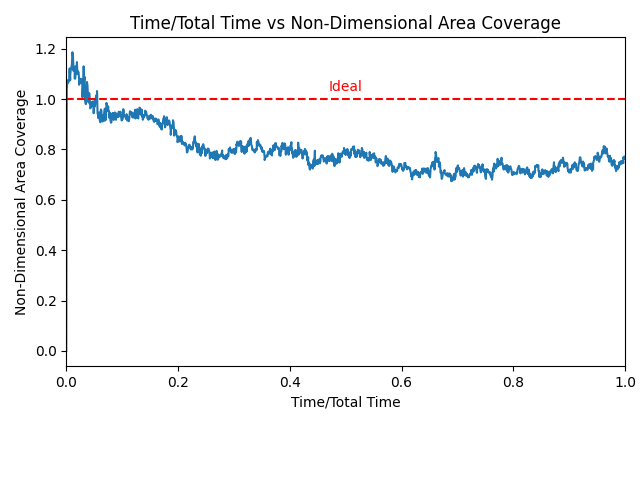 Time/Total Time vs Non-Dimensional Area Coverage
Non-Dimensional Area Coverage
1.2
1.0
0.8
0.6
0.4
0.2
0.0
Ideal
0.0 0.2 0.4 0.6 0.8 1.0
Time/Total Time